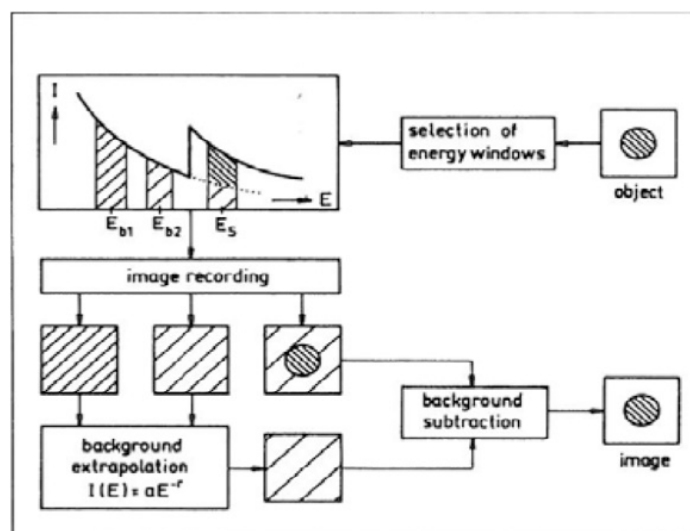 I
selection of
energy windows
object
E
E_b1 E_b2 E_S
image recording
background
extrapolation
I(E) = aE^-r
background
subtraction
image